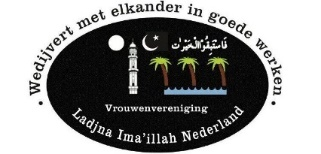 • Wedijvert met elkander in goede werken •
فَاسْتَبِقُوا الْخَيْرَاتِ
Vrouwenvereniging
Ladjna Ima'illah Nederland